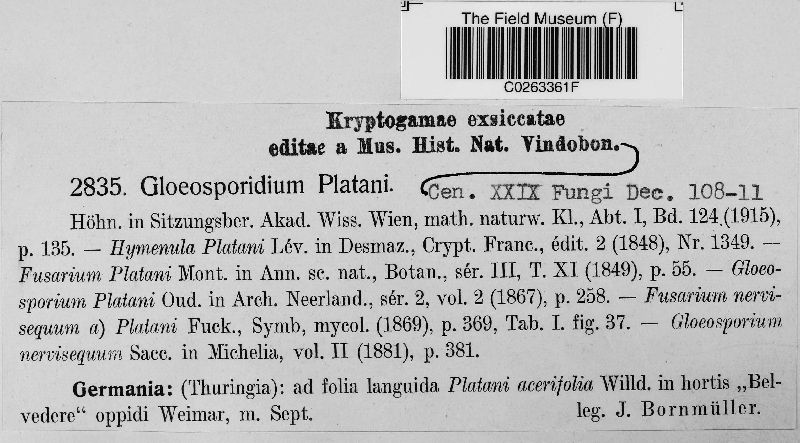 The Field Museum (F)
C0263361F
Kryptogamae exsiccatae
editae a Mus. Hist. Nat. Vindobon.
2835. Gloeosporidium Platani.
Cen. XXIX Fungi Dec. 108-11
Höhn. in Sitzungsber. Akad. Wiss. Wien, math. naturw. Kl., Abt. I, Bd. 124.(1915),
p. 135. — Hymenula Platani Lév. in Desmaz., Crypt. Franc., édit. 2 (1848), Nr. 1349. —
Fusarium Platani Mont. in Ann. sc. nat., Botan., sér. III, T. XI (1849), p. 55. — Gloeo-
sporium Platani Oud. in Arch. Neerland., sér. 2, vol. 2 (1867), p. 258. — Fusarium nervi-
sequum a) Platani Fuck., Symb, mycol. (1869), p. 369, Tab. I. fig. 37. — Gloeosporium
nervisequum Sacc. in Michelia, vol. II (1881), p. 381.
Germania: (Thuringia): ad folia languida Platani acerifolia Willd. in hortis „Bel-
vedere“ oppidi Weimar, m. Sept.
leg. J. Bornmüller.